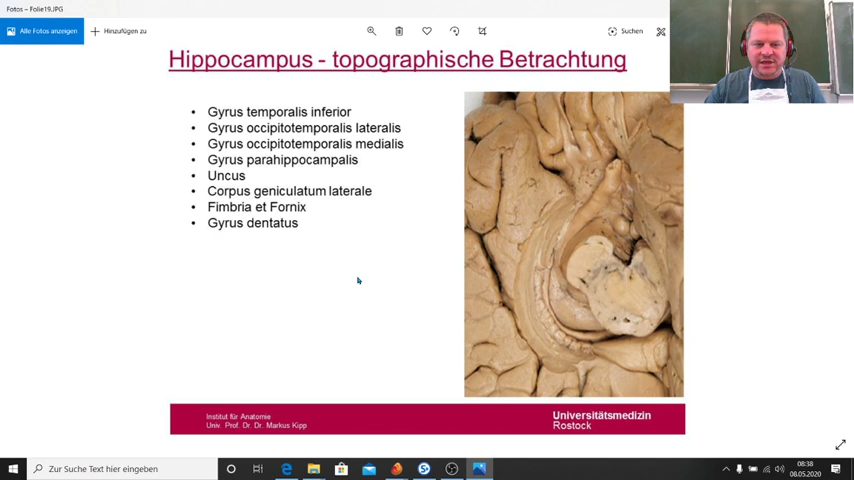 Fotos – Folie19.JPG
Alle Fotos anzeigen
Hinzufügen zu
Suchen
Hippocampus - topographische Betrachtung
• Gyrus temporalis inferior
• Gyrus occipitotemporalis lateralis
• Gyrus occipitotemporalis medialis
• Gyrus parahippocampalis
• Uncus
• Corpus geniculatum laterale
• Fimbria et Fornix
• Gyrus dentatus
Institut für Anatomie
Univ. Prof. Dr. Dr. Markus Kipp
Universitätsmedizin
Rostock
Zur Suche Text hier eingeben
08:38
08.05.2020